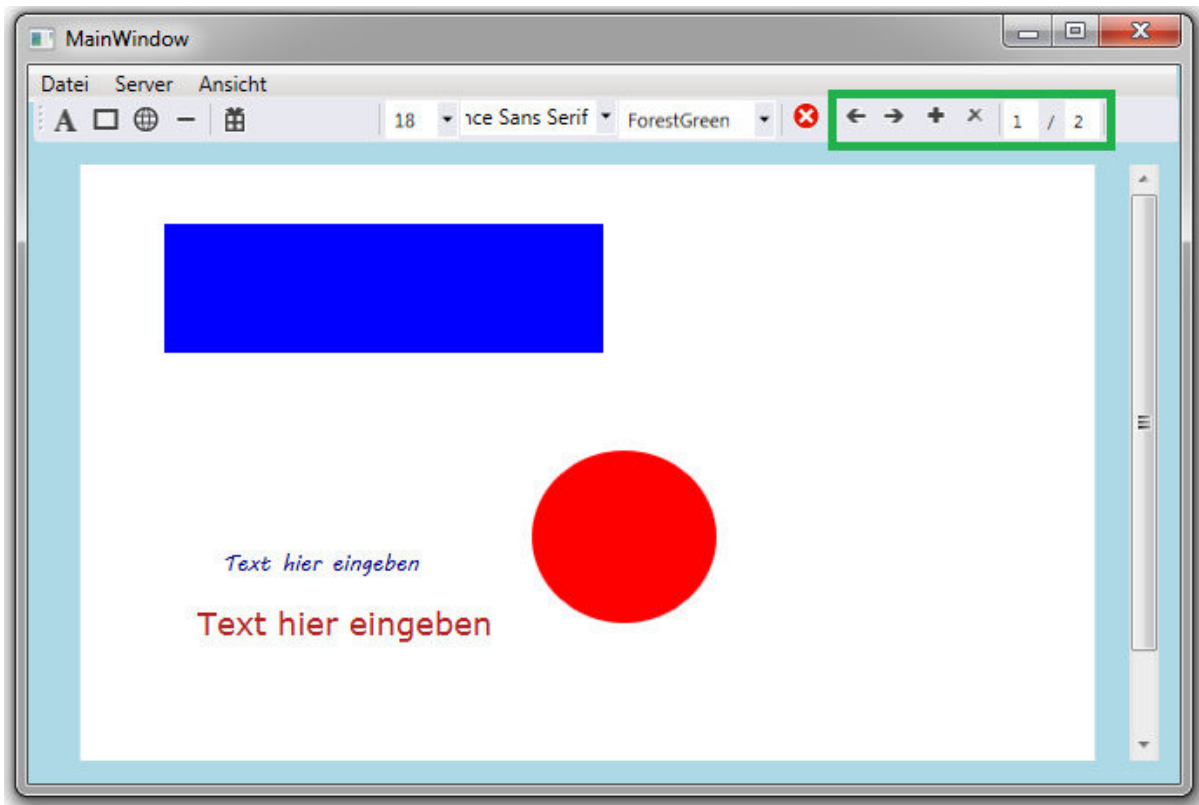 MainWindow
Datei Server Ansicht
A 18 nce Sans Serif ForestGreen 1 / 2
Text hier eingeben
Text hier eingeben